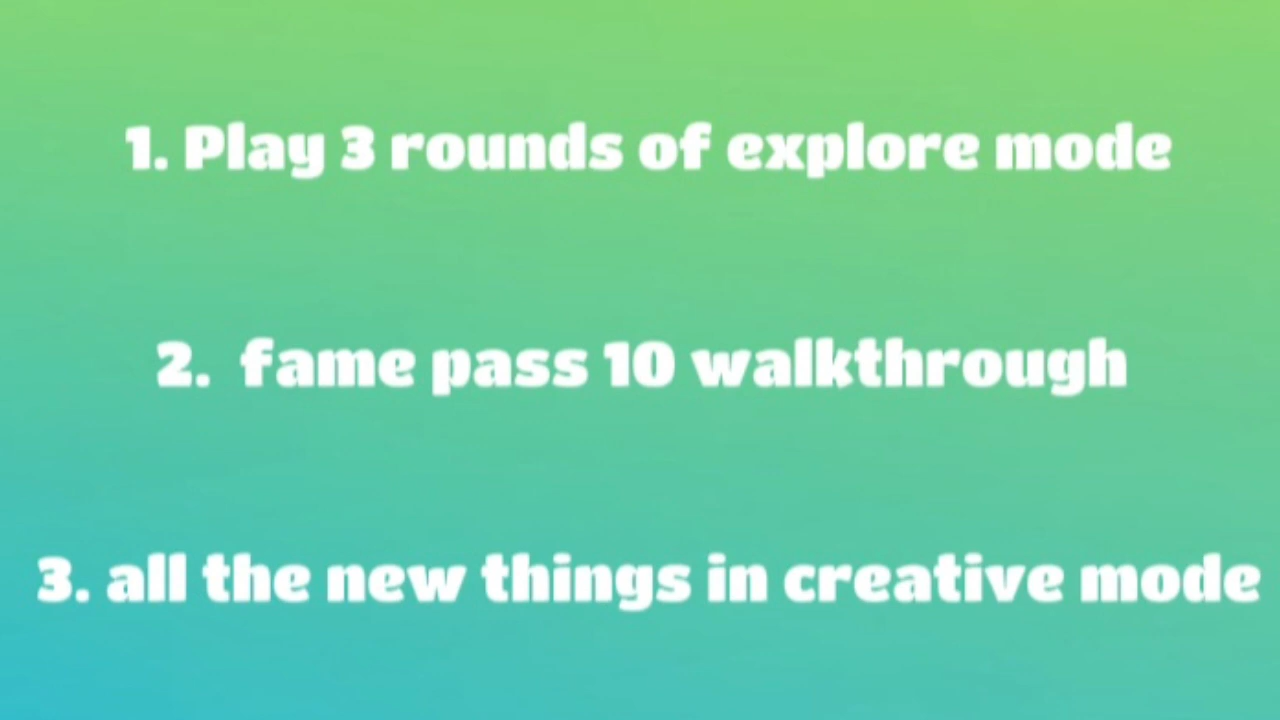 1. Play 3 rounds of explore mode
2. fame pass 10 walkthrough
3. all the new things in creative mode